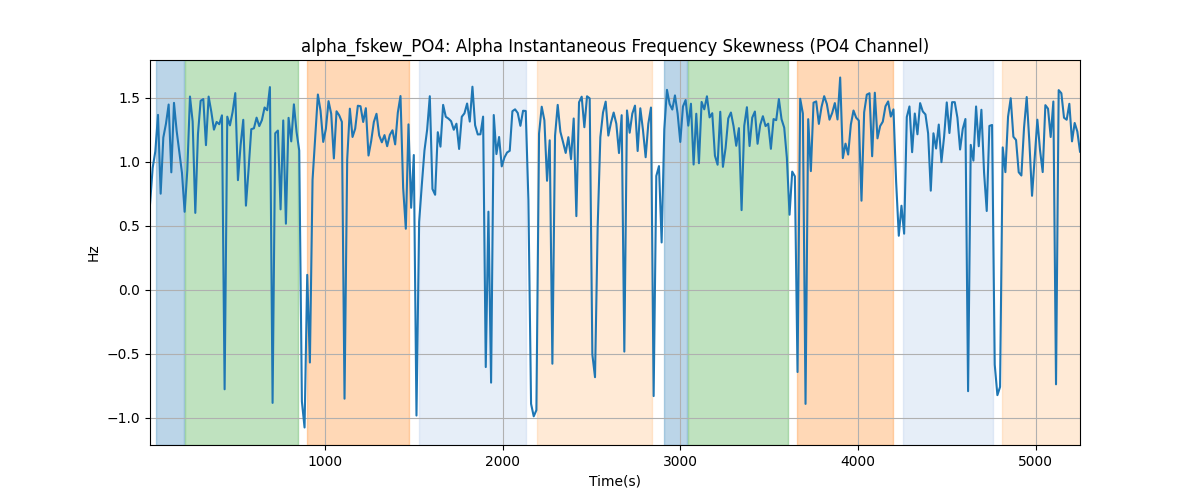 alpha_fskew_PO4: Alpha Instantaneous Frequency Skewness (PO4 Channel)
1.5
1.0
0.5
0.0
−0.5
−1.0
Hz
1000 2000 3000 4000 5000
Time(s)